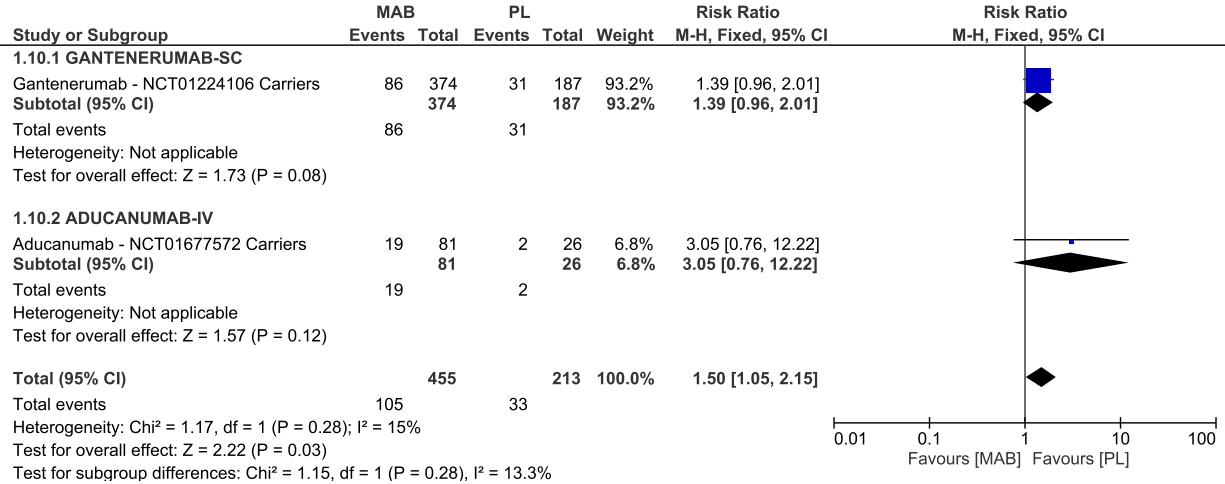 MAB PL Risk Ratio Risk Ratio
Study or Subgroup Events Total Events Total Weight M-H, Fixed, 95% CI M-H, Fixed, 95% CI
1.10.1 GANTENERUMAB-SC
Gantenerumab - NCT01224106 Carriers 86 374 31 187 93.2% 1.39 [0.96, 2.01]
Subtotal (95% CI) 374 187 93.2% 1.39 [0.96, 2.01]
Total events 86 31
Heterogeneity: Not applicable
Test for overall effect: Z = 1.73 (P = 0.08)
1.10.2 ADUCANUMAB-IV
Aducanumab - NCT01677572 Carriers 19 81 2 26 6.8% 3.05 [0.76, 12.22]
Subtotal (95% CI) 81 26 6.8% 3.05 [0.76, 12.22]
Total events 19 2
Heterogeneity: Not applicable
Test for overall effect: Z = 1.57 (P = 0.12)
Total (95% CI) 455 213 100.0% 1.50 [1.05, 2.15]
Total events 105 33
Heterogeneity: Chi² = 1.17, df = 1 (P = 0.28); I² = 15%
Test for overall effect: Z = 2.22 (P = 0.03)
Test for subgroup differences: Chi² = 1.15, df = 1 (P = 0.28), I² = 13.3%
0.01 0.1 1 10 100
Favours [MAB] Favours [PL]